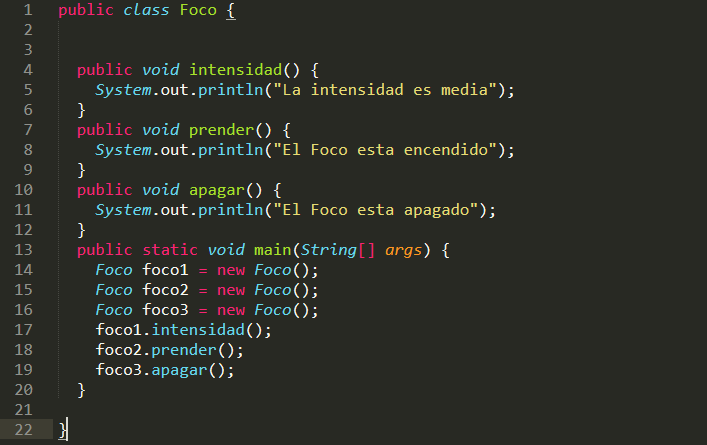 1 public class Foco {
2
3
4   public void intensidad() {
5     System.out.println("La intensidad es media");
6   }
7   public void prender() {
8     System.out.println("El Foco esta encendido");
9   }
10   public void apagar() {
11     System.out.println("El Foco esta apagado");
12   }
13   public static void main(String[] args) {
14     Foco foco1 = new Foco();
15     Foco foco2 = new Foco();
16     Foco foco3 = new Foco();
17     foco1.intensidad();
18     foco2.prender();
19     foco3.apagar();
20   }
21
22 }